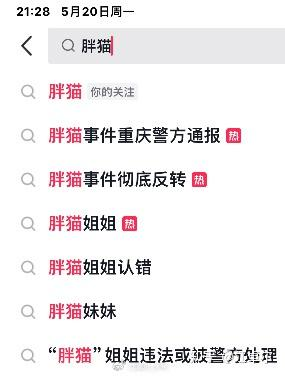 21:28 5月20日周一
胖猫
胖猫 你的关注
胖猫事件重庆警方通报 热
胖猫事件彻底反转 热
胖猫姐姐 热
胖猫姐姐认错
胖猫妹妹
“胖猫”姐姐违法或被警方处理